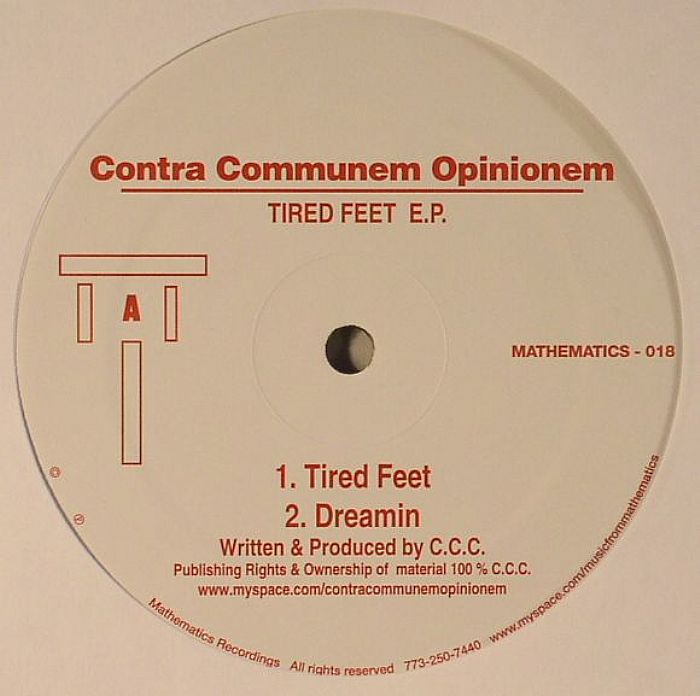 Contra Communem Opinionem
TIRED FEET E.P.
A
MATHEMATICS - 018
1. Tired Feet
2. Dreamin
Written & Produced by C.C.C.
Publishing Rights & Ownership of material 100 % C.C.C.
www.myspace.com/contracommunemopinionem
©
Mathematics Recordings All rights reserved 773-250-7440 www.myspace.com/musicfrommathematics